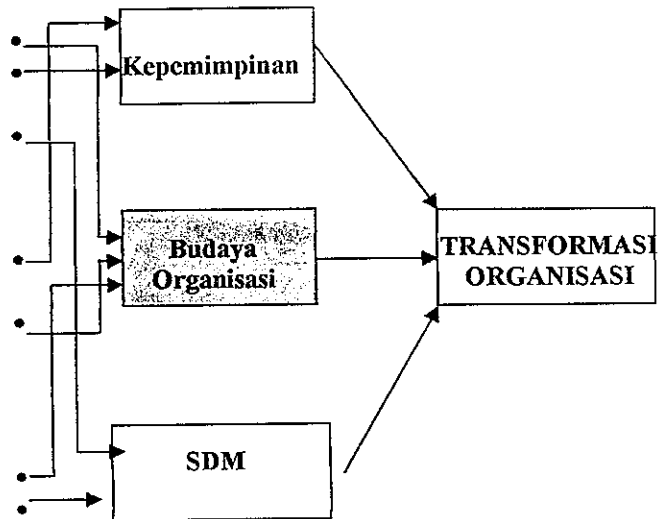 Kepemimpinan
Budaya
Organisasi
TRANSFORMASI
ORGANISASI
SDM